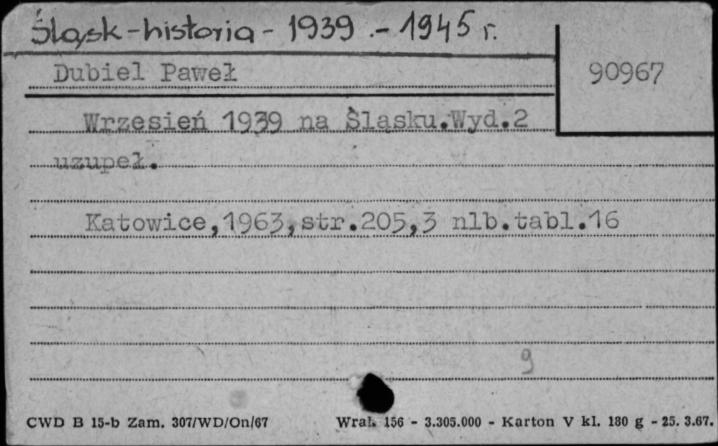 Śląsk - historia - 1939 . - 1945 r.
Dubiel Paweł
90967
Wrzesień 1939 na Śląsku.Wyd.2
uzupeł.
Katowice,1963,str.205,3 nlb.tabl.16
9
CWD B 15-b Zam. 307/WD/On/67 156 - 3.305.000 - Karton V kl. 180 g - 25. 3.67.